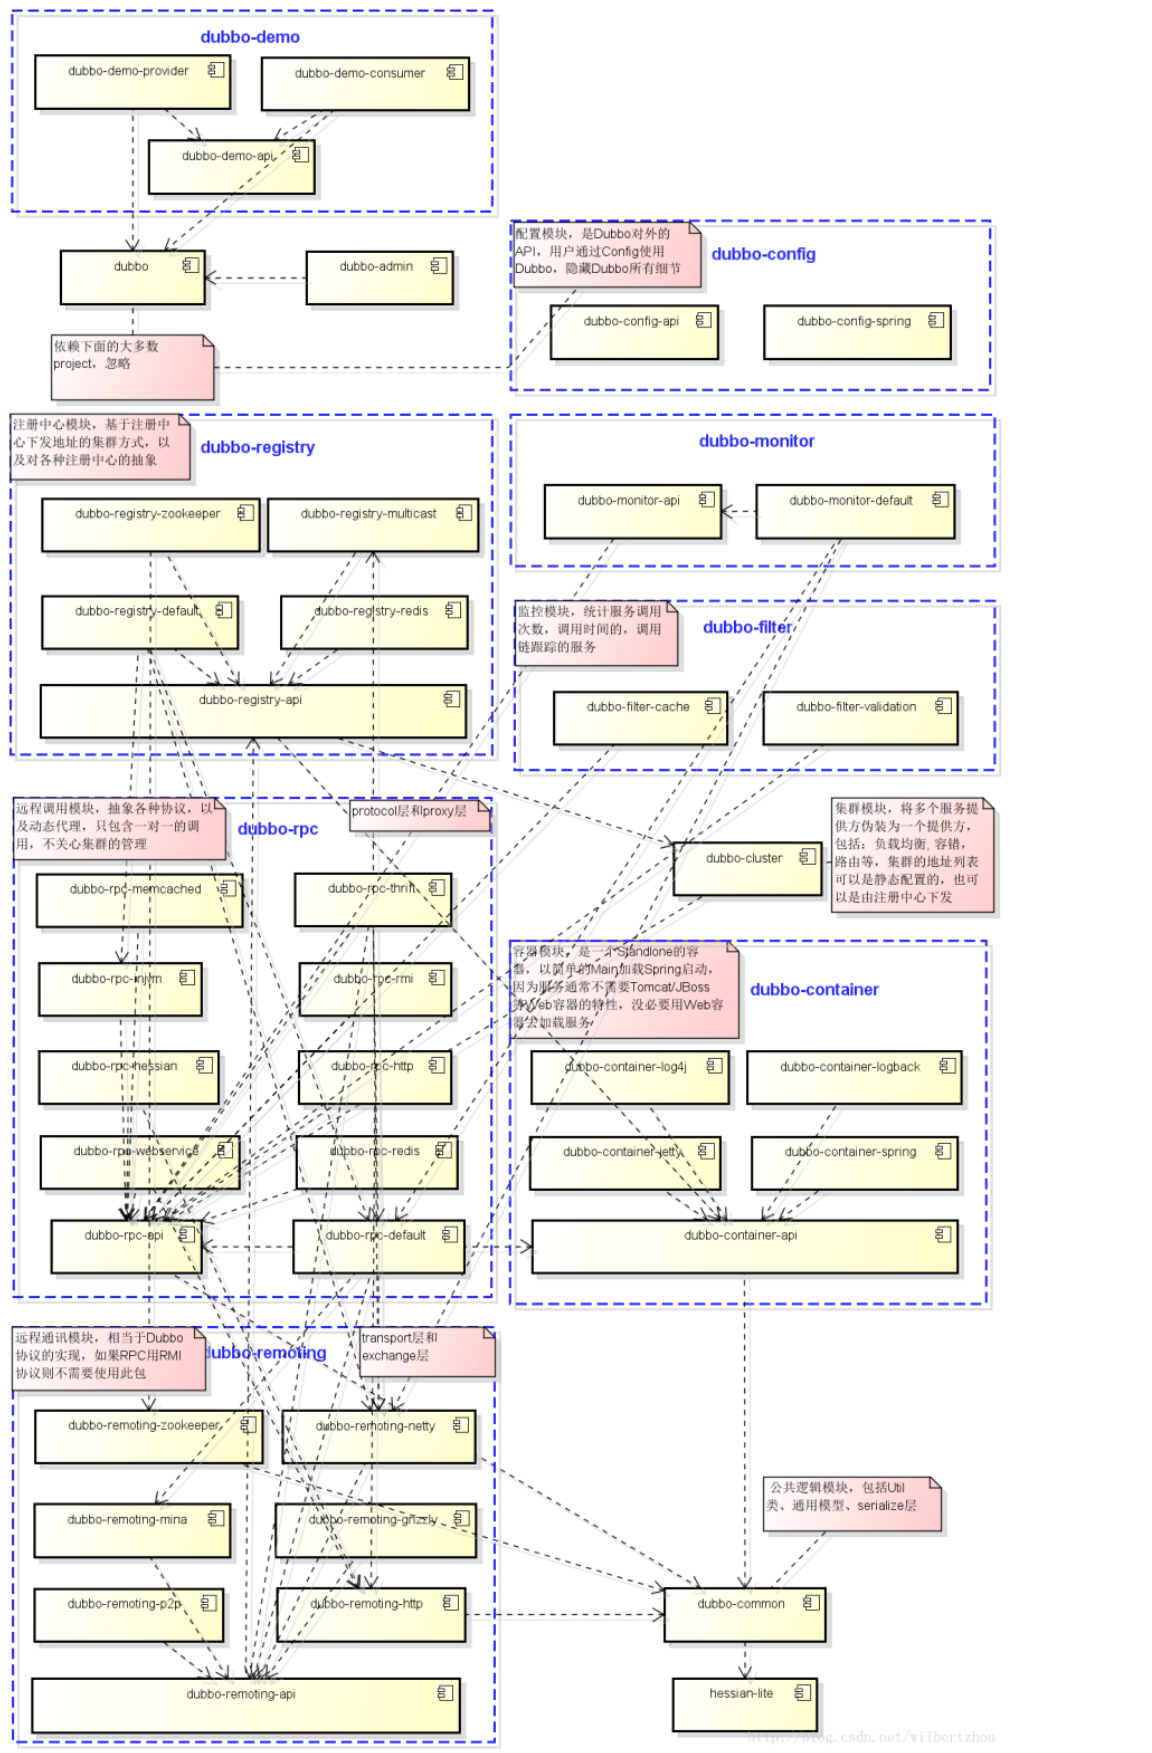 dubbo-demo
dubbo-demo-provider
dubbo-demo-consumer
dubbo-demo-api
dubbo
dubbo-admin
依赖下面的大多数
project，忽略
配置模块，是Dubbo对外的
API，用户通过Config使用
Dubbo，隐藏Dubbo所有细节
dubbo-config
dubbo-config-api
dubbo-config-spring
注册中心模块，基于注册中
心下发地址的集群方式，以
及对各种注册中心的抽象
dubbo-registry
dubbo-registry-zookeeper
dubbo-registry-multicast
dubbo-registry-default
dubbo-registry-redis
dubbo-registry-api
dubbo-monitor
dubbo-monitor-api
dubbo-monitor-default
监控模块，统计服务调用
次数，调用时间的，调用
链跟踪的服务
dubbo-filter
dubbo-filter-cache
dubbo-filter-validation
远程调用模块，抽象各种协议，以
及动态代理，只包含一对一的调
用，不关心集群的管理
dubbo-rpc
protocol层和proxy层
dubbo-rpc-memcached
dubbo-rpc-thrift
dubbo-rpc-injvm
dubbo-rpc-rmi
dubbo-rpc-hessian
dubbo-rpc-http
dubbo-rpc-webservice
dubbo-rpc-redis
dubbo-rpc-api
dubbo-rpc-default
dubbo-cluster
集群模块，将多个服务提
供方伪装为一个提供方，
包括：负载均衡, 容错，
路由等，集群的地址列表
可以是静态配置的，也可
以是由注册中心下发
容器模块，是一个Standlone的容
器，以简单的Main加载Spring启动，
因为服务通常不需要Tomcat/JBoss
等Web容器的特性，没必要用Web容
器去加载服务，
dubbo-container
dubbo-container-log4j
dubbo-container-logback
dubbo-container-jetty
dubbo-container-spring
dubbo-container-api
远程通讯模块，相当于Dubbo
协议的实现，如果RPC用RMI
协议则不需要使用此包
dubbo-remoting
transport层和
exchange层
dubbo-remoting-zookeeper
dubbo-remoting-netty
dubbo-remoting-mina
dubbo-remoting-grizzly
dubbo-remoting-p2p
dubbo-remoting-http
dubbo-remoting-api
公共逻辑模块，包括Util
类、通用模型、serialize层
dubbo-common
hessian-lite
http://blog.csdn.net/wilbertzhou